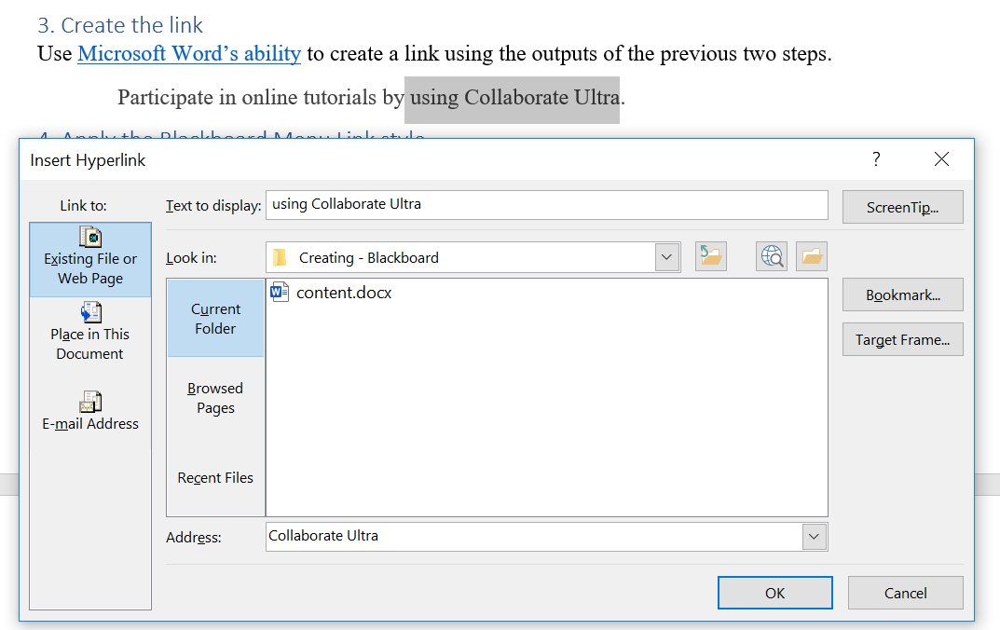 3. Create the link
Use Microsoft Word’s ability to create a link using the outputs of the previous two steps.
Participate in online tutorials by using Collaborate Ultra.
4. Apply the Blackboard Menu Link style
Insert Hyperlink
?
Link to:
Text to display:
using Collaborate Ultra
ScreenTip...
Existing File or
Web Page
Look in:
Creating - Blackboard
Current
Folder
content.docx
Bookmark...
Place in This
Document
Target Frame...
Browsed
Pages
E-mail Address
Recent Files
Address:
Collaborate Ultra
OK
Cancel